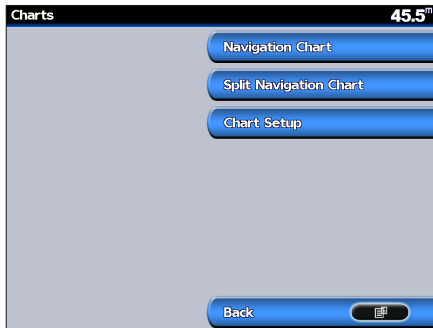 Charts 45.5m
Navigation Chart
Split Navigation Chart
Chart Setup
Back